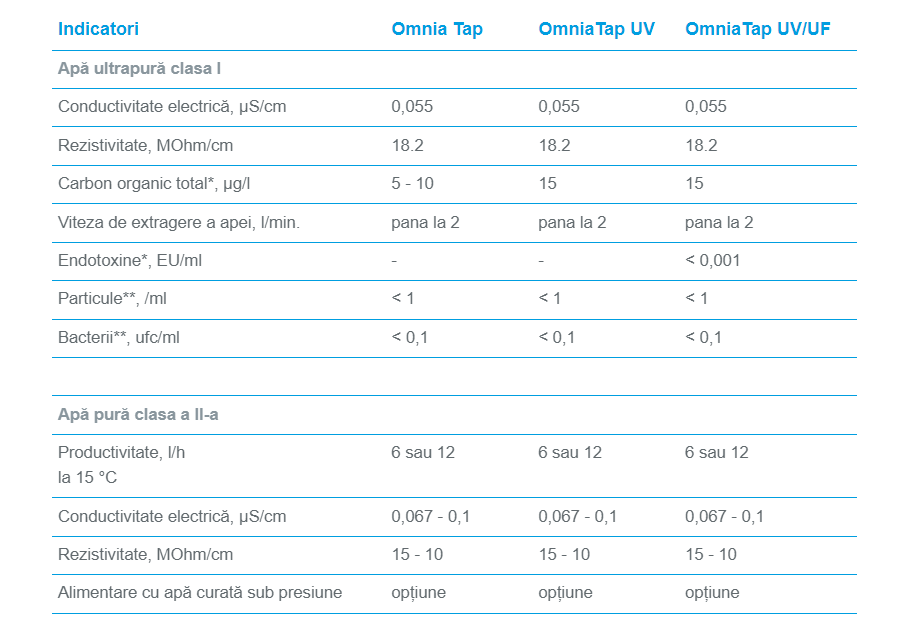 Indicatori Omnia Tap OmniaTap UV OmniaTap UV/UF
Apă ultrapură clasa I
Conductivitate electrică, µS/cm 0,055 0,055 0,055
Rezistivitate, MOhm/cm 18.2 18.2 18.2
Carbon organic total*, µg/l 5 - 10 15 15
Viteza de extragere a apei, l/min. pana la 2 pana la 2 pana la 2
Endotoxine*, EU/ml - - < 0,001
Particule**, /ml < 1 < 1 < 1
Bacterii**, ufc/ml < 0,1 < 0,1 < 0,1
Apă pură clasa a II-a
Productivitate, l/h 6 sau 12 6 sau 12 6 sau 12
la 15 °C
Conductivitate electrică, µS/cm 0,067 - 0,1 0,067 - 0,1 0,067 - 0,1
Rezistivitate, MOhm/cm 15 - 10 15 - 10 15 - 10
Alimentare cu apă curată sub presiune opțiune opțiune opțiune